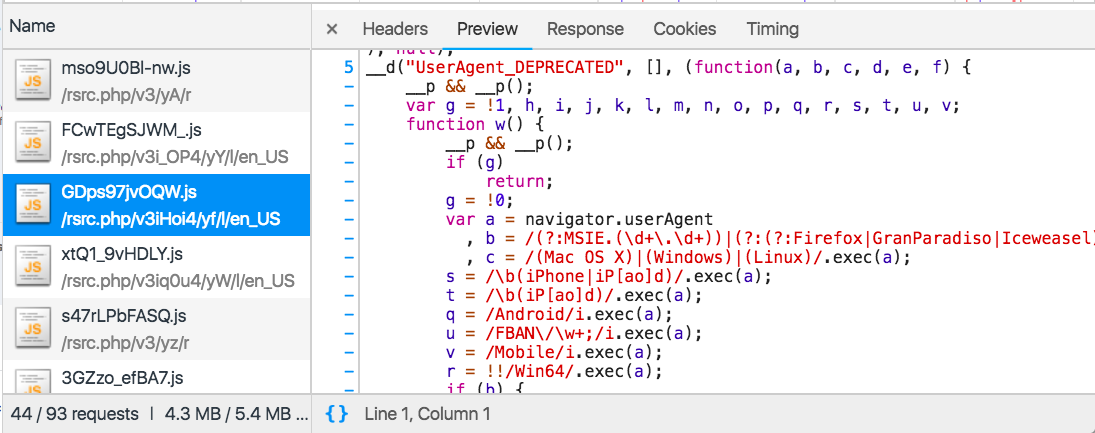 Name
× Headers Preview Response Cookies Timing
mso9U0Bl-nw.js
/rsrc.php/v3/yA/r
FCwTEgSJWM_.js
/rsrc.php/v3i_OP4/yY/l/en_US
GDps97jvOQW.js
/rsrc.php/v3iHoi4/yf/l/en_US
xtQ1_9vHDLY.js
/rsrc.php/v3iq0u4/yW/l/en_US
s47rLPbFASQ.js
/rsrc.php/v3/yz/r
3GZzo_efBA7.js
44 / 93 requests | 4.3 MB / 5.4 MB ...
), null);
5 __d("UserAgent_DEPRECATED", [], (function(a, b, c, d, e, f) {
- __p && __p();
- var g = !1, h, i, j, k, l, m, n, o, p, q, r, s, t, u, v;
- function w() {
- __p && __p();
- if (g)
- return;
- g = !0;
- var a = navigator.userAgent
- , b = /(?:MSIE.(\d+\.\d+))|(?:(?:Firefox|GranParadiso|Iceweasel)
- , c = /(Mac OS X)|(Windows)|(Linux)/.exec(a);
- s = /\b(iPhone|iP[ao]d)/.exec(a);
- t = /\b(iP[ao]d)/.exec(a);
- q = /Android/i.exec(a);
- u = /FBAN\/\w+;/i.exec(a);
- v = /Mobile/i.exec(a);
- r = !!/Win64/.exec(a);
- if (b) {
{} Line 1, Column 1